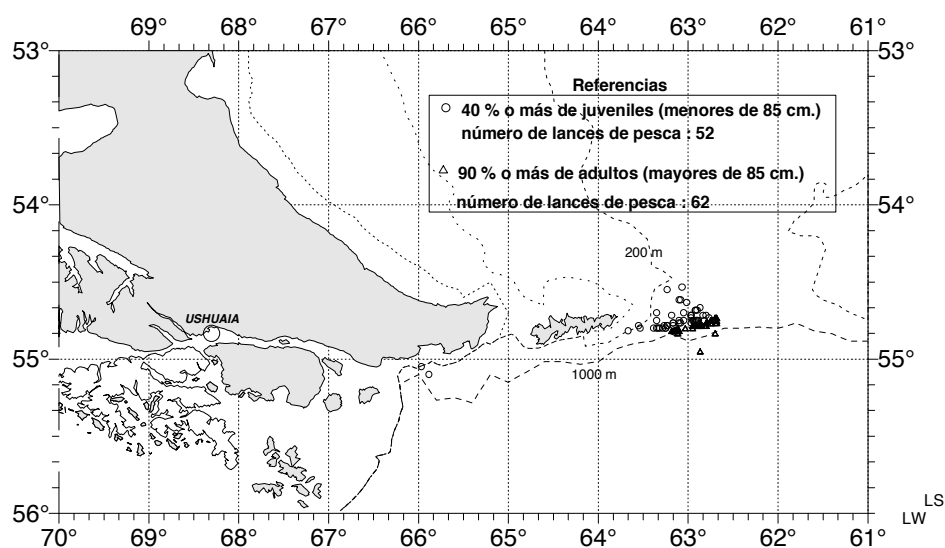 69° 68° 67° 66° 65° 64° 63° 62° 61°
53° 53°
Referencias
40 % o más de juveniles (menores de 85 cm.)
número de lances de pesca : 52
90 % o más de adultos (mayores de 85 cm.)
número de lances de pesca : 62
54° 54°
200 m
USHUAIA
55° 55°
1000 m
56°
LS
LW
70° 69° 68° 67° 66° 65° 64° 63° 62° 61°